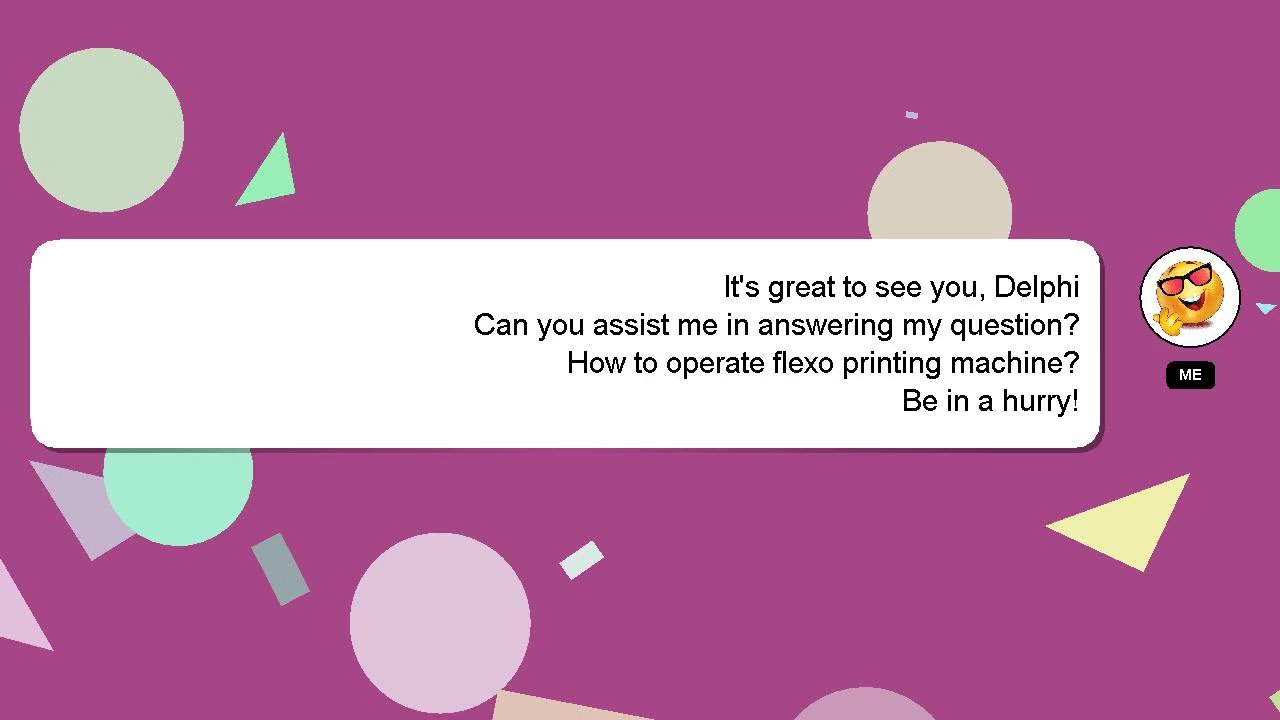 It's great to see you, Delphi
Can you assist me in answering my question?
How to operate flexo printing machine?
Be in a hurry!
ME